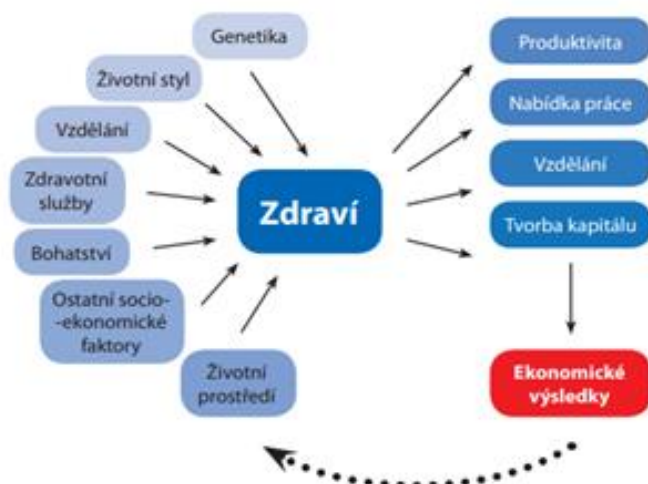 Genetika
Životní styl
Vzdělání
Zdravotní
služby
Bohatství
Ostatní socio-
-ekonomické
faktory
Životní
prostředí
Zdraví
Produktivita
Nabídka práce
Vzdělání
Tvorba kapitálu
Ekonomické
výsledky